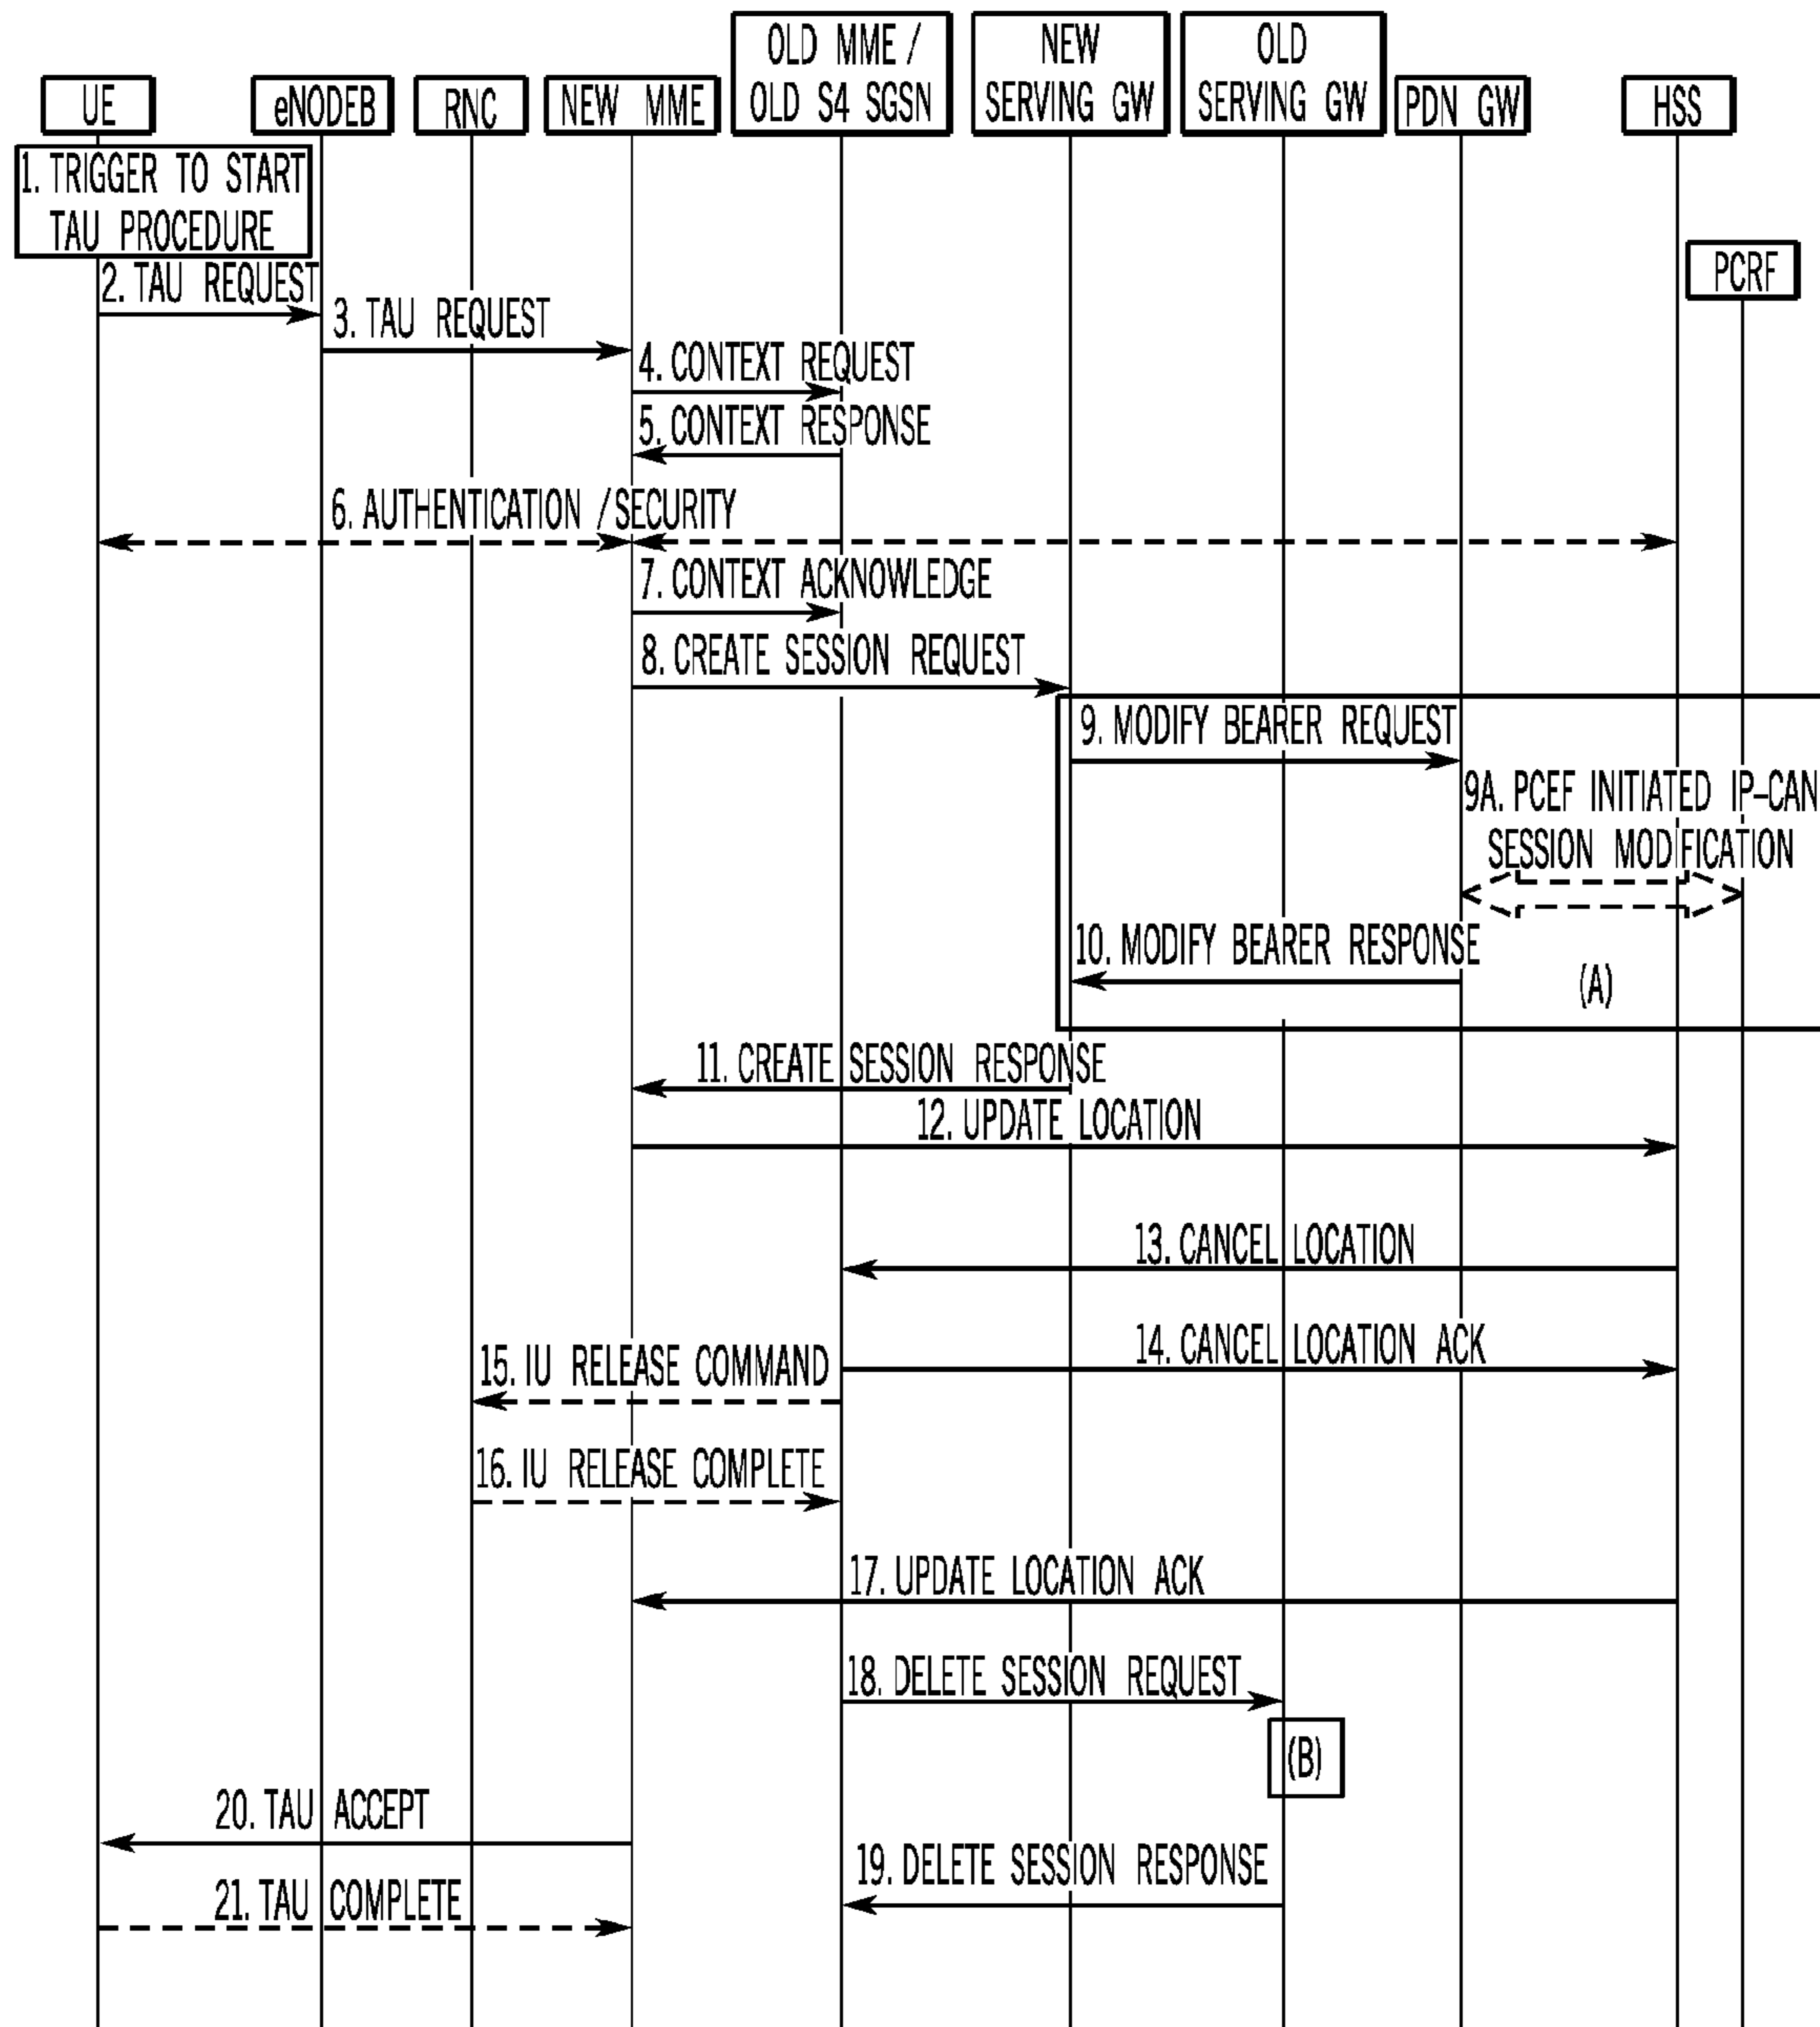 UE
eNODEB
RNC
NEW MME
OLD MME /
OLD S4 SGSN
NEW
SERVING GW
OLD
SERVING GW
PDN GW
HSS
PCRF
1. TRIGGER TO START
TAU PROCEDURE
2. TAU REQUEST
3. TAU REQUEST
4. CONTEXT REQUEST
5. CONTEXT RESPONSE
6. AUTHENTICATION /SECURITY
7. CONTEXT ACKNOWLEDGE
8. CREATE SESSION REQUEST
9. MODIFY BEARER REQUEST
9A. PCEF INITIATED IP-CAN
SESSION MODIFICATION
10. MODIFY BEARER RESPONSE
(A)
11. CREATE SESSION RESPONSE
12. UPDATE LOCATION
13. CANCEL LOCATION
14. CANCEL LOCATION ACK
15. IU RELEASE COMMAND
16. IU RELEASE COMPLETE
17. UPDATE LOCATION ACK
18. DELETE SESSION REQUEST
(B)
20. TAU ACCEPT
19. DELETE SESSION RESPONSE
21. TAU COMPLETE